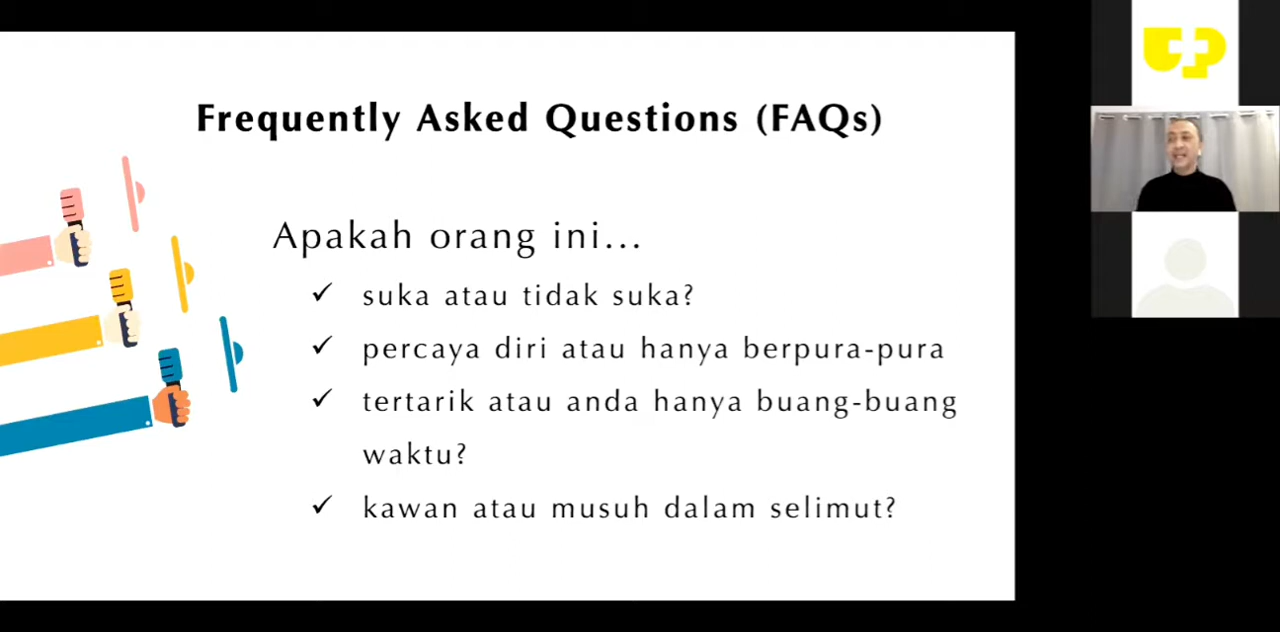 Frequently Asked Questions (FAQs)
Apakah orang ini...
suka atau tidak suka?
percaya diri atau hanya berpura-pura
tertarik atau anda hanya buang-buang
waktu?
kawan atau musuh dalam selimut?